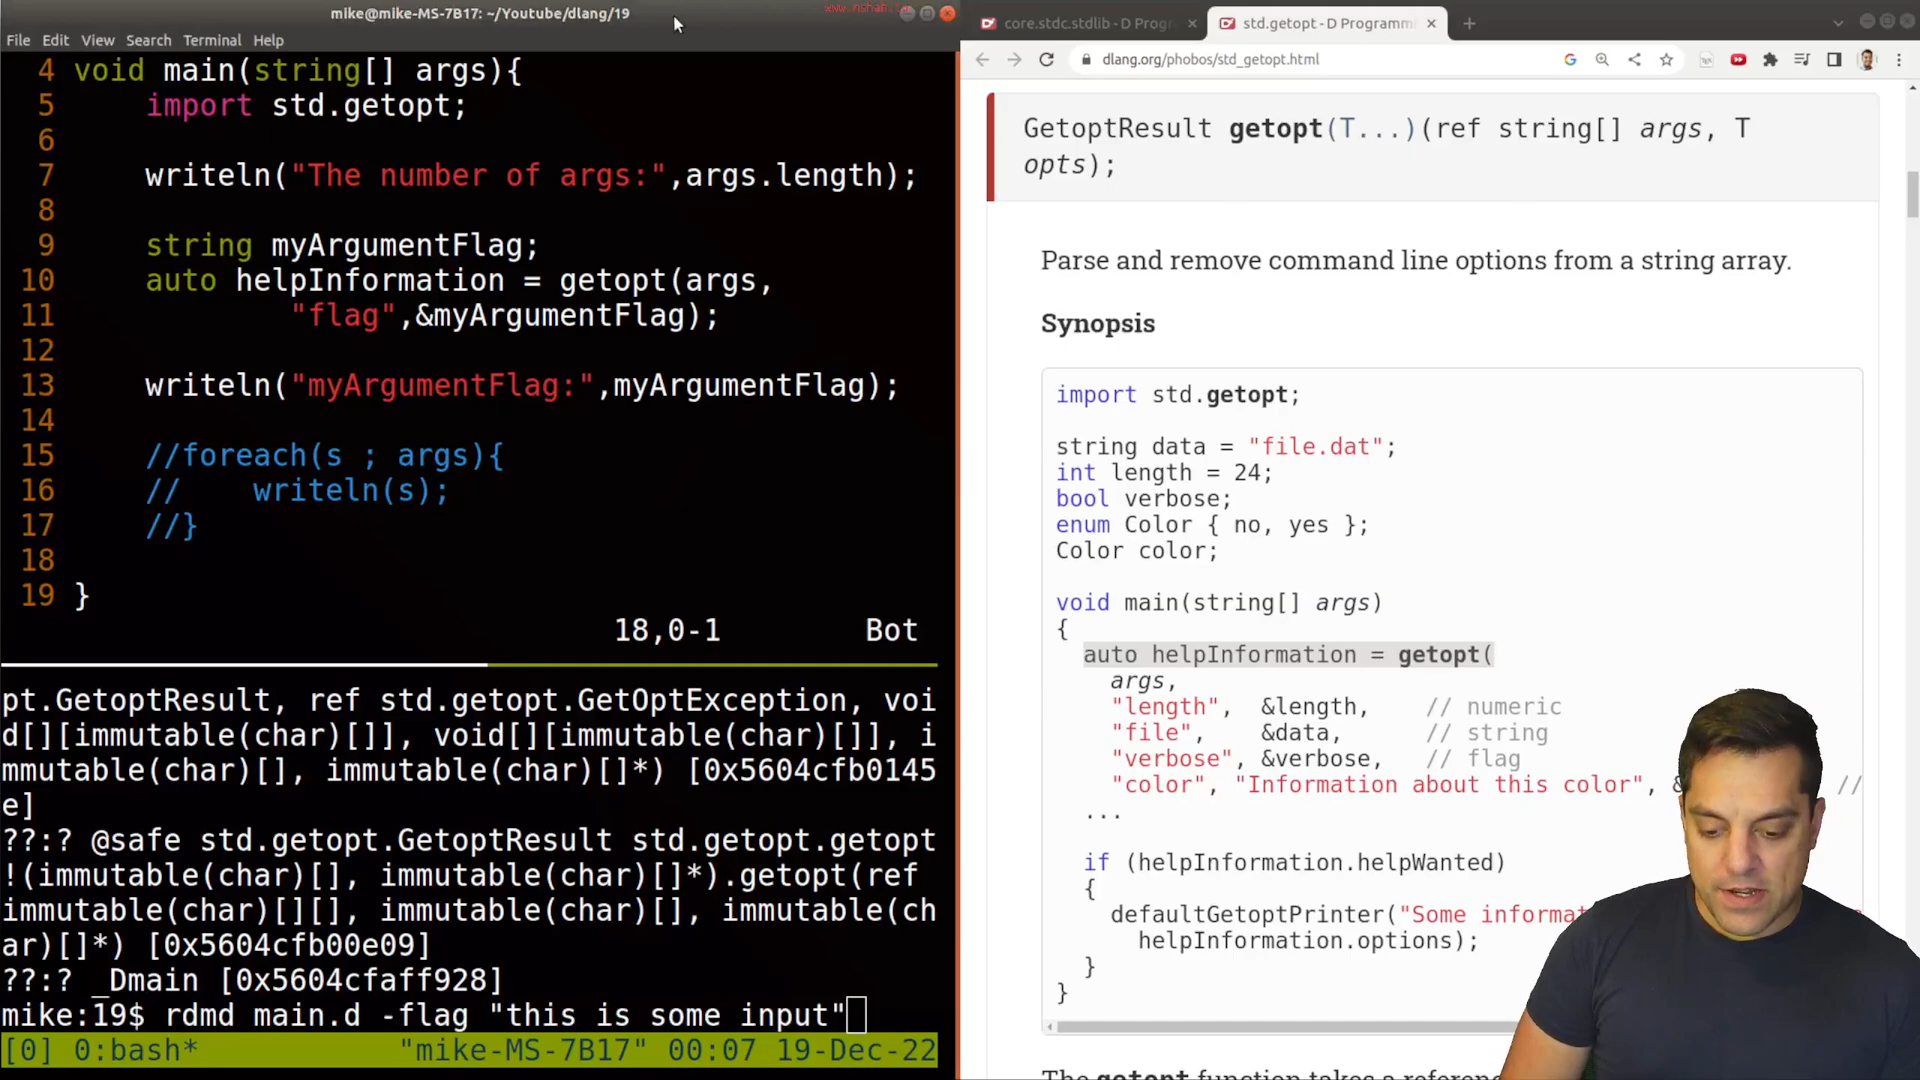 mike@mike-MS-7B17: ~/Youtube/dlang/19
File Edit View Search Terminal Help
4 void main(string[] args){
5 import std.getopt;
6
7 writeln("The number of args:",args.length);
8
9 string myArgumentFlag;
10 auto helpInformation = getopt(args,
11 "flag",&myArgumentFlag);
12
13 writeln("myArgumentFlag:",myArgumentFlag);
14
15 //foreach(s ; args){
16 // writeln(s);
17 //}
18
19 }
18,0-1 Bot
pt.GetoptResult, ref std.getopt.GetOptException, voi
d[][immutable(char)[]], void[][immutable(char)[]], i
mmutable(char)[], immutable(char)[]*) [0x5604cfb0145
e]
??:? @safe std.getopt.GetoptResult std.getopt.getopt
!(immutable(char)[], immutable(char)[]*).getopt(ref
immutable(char)[][], immutable(char)[], immutable(ch
ar)[]*) [0x5604cfb00e09]
??:? _Dmain [0x5604cfaff928]
mike:19$ rdmd main.d -flag "this is some input"
[0] 0:bash* "mike-MS-7B17" 00:07 19-Dec-22
core.stdc.stdlib - D Prog
std.getopt - D Programm
dlang.org/phobos/std_getopt.html
GetoptResult getopt(T...)(ref string[] args, T
opts);
Parse and remove command line options from a string array.
Synopsis
import std.getopt;
string data = "file.dat";
int length = 24;
bool verbose;
enum Color { no, yes };
Color color;
void main(string[] args)
{
auto helpInformation = getopt(
args,
"length", &length, // numeric
"file", &data, // string
"verbose", &verbose, // flag
"color", "Information about this color", & //
...
if (helpInformation.helpWanted)
{
defaultGetoptPrinter("Some informat
helpInformation.options);
}
}
The getopt function takes a referenc